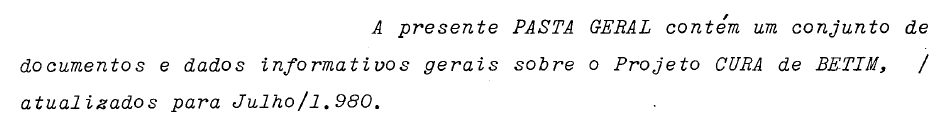 A presente PASTA GERAL contém um conjunto de
documentos e dados informativos gerais sobre o Projeto CURA de BETIM, /
atualizados para Julho/1.980.